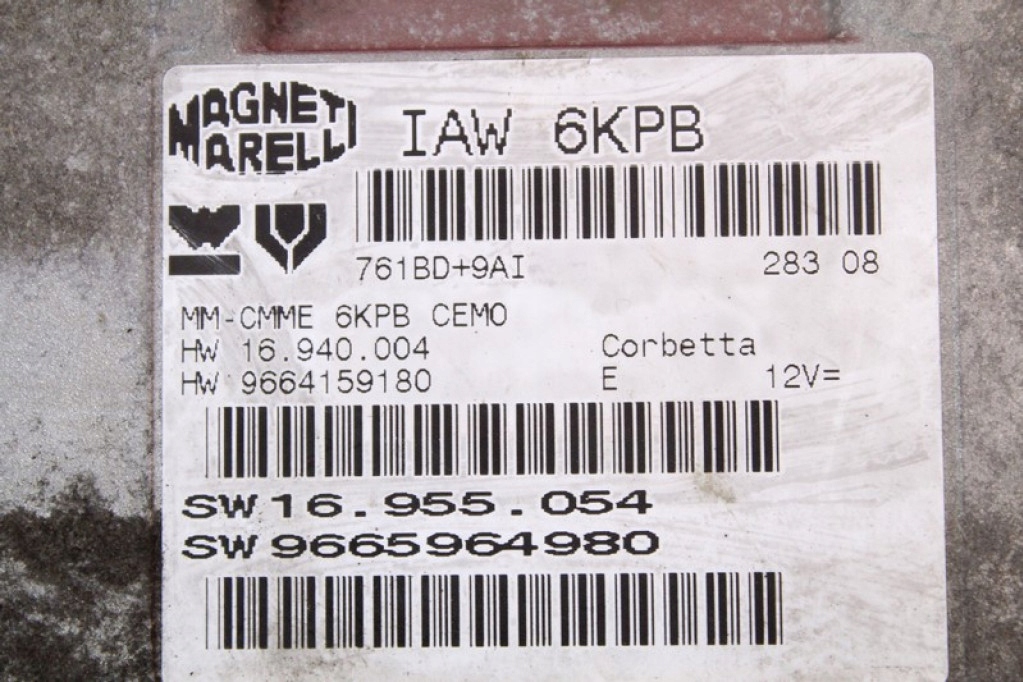 MAGNETI
MARELLI
IAW 6KPB
761BD+9AI 283 08
MM-CMME 6KPB CEMO
HW 16.940.004 Corbetta
HW 9664159180 E 12V=
SW 16.955.054
SW 9665964980